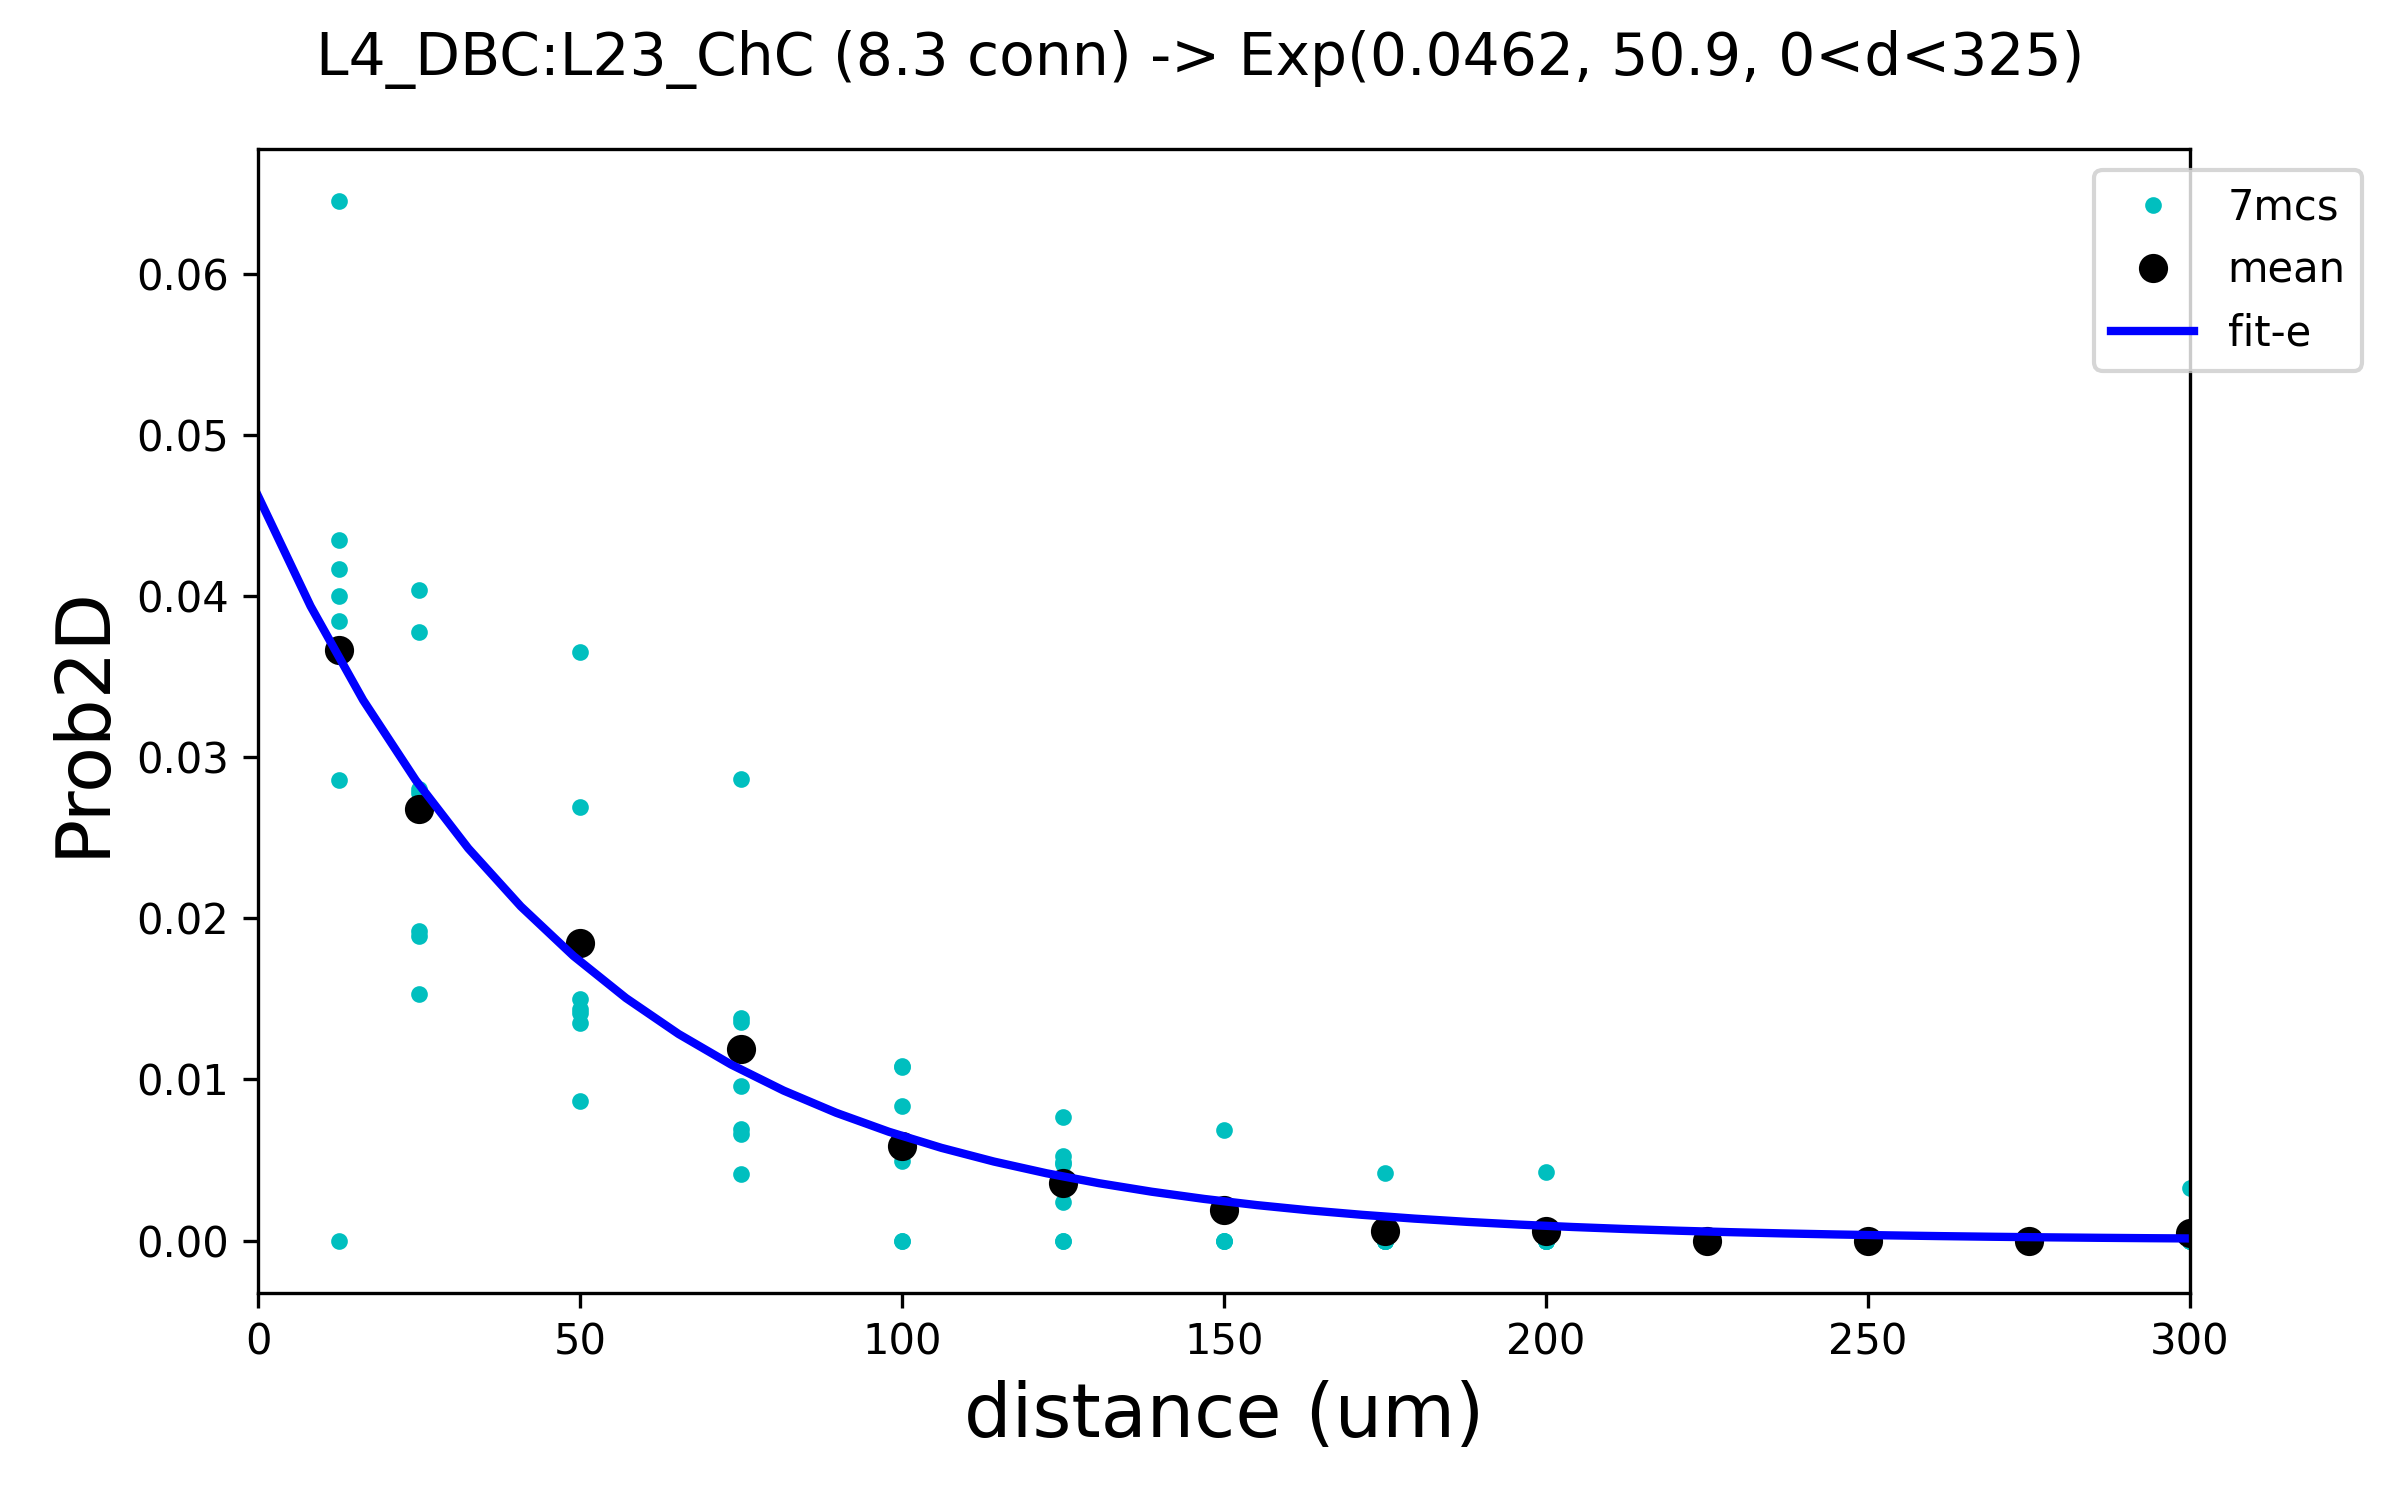 L4_DBC:L23_ChC (8.3 conn) -> Exp(0.0462, 50.9, 0<d<325)
7mcs
mean
fit-e
0.06
0.05
0.04
0.03
0.02
0.01
0.00
Prob2D
0 50 100 150 200 250 300
distance (um)